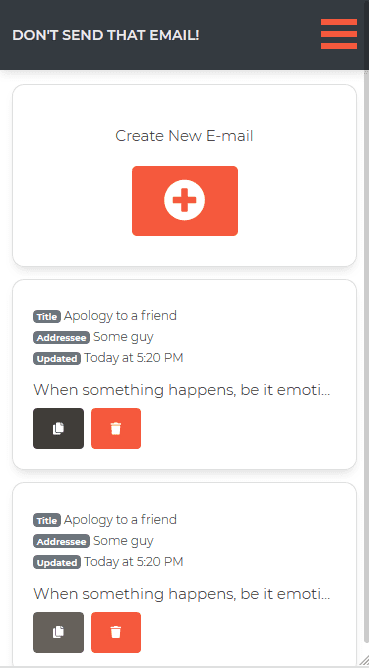 DON'T SEND THAT EMAIL!
Create New E-mail
Title Apology to a friend
Addressee Some guy
Updated Today at 5:20 PM
When something happens, be it emoti...
Title Apology to a friend
Addressee Some guy
Updated Today at 5:20 PM
When something happens, be it emoti...